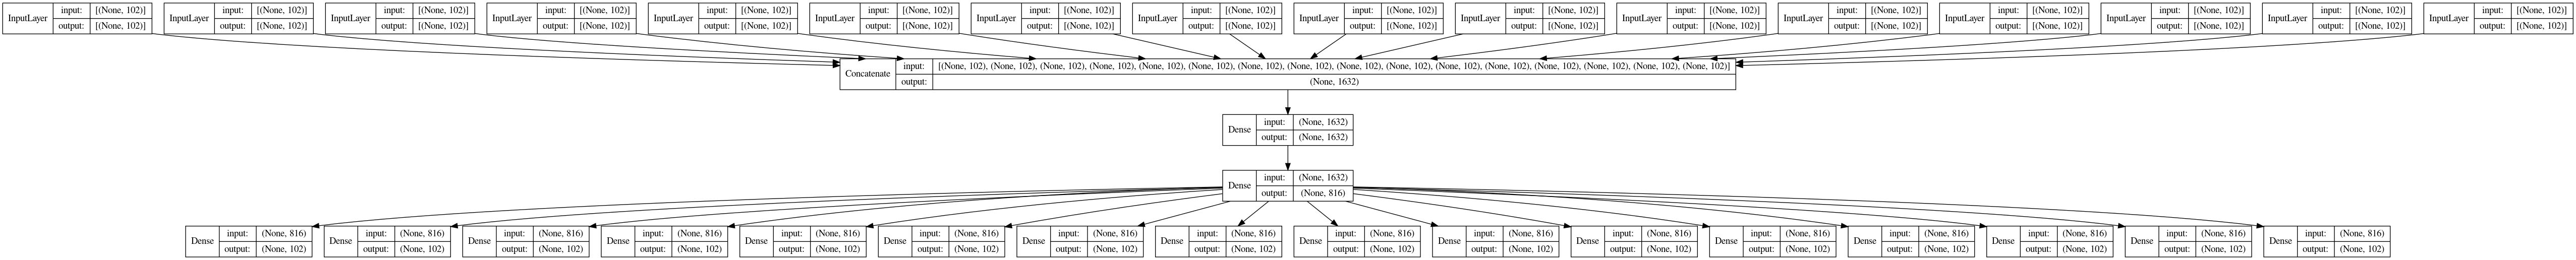 InputLayer input: [(None, 102)]
output: [(None, 102)]
InputLayer input: [(None, 102)]
output: [(None, 102)]
InputLayer input: [(None, 102)]
output: [(None, 102)]
InputLayer input: [(None, 102)]
output: [(None, 102)]
InputLayer input: [(None, 102)]
output: [(None, 102)]
InputLayer input: [(None, 102)]
output: [(None, 102)]
InputLayer input: [(None, 102)]
output: [(None, 102)]
InputLayer input: [(None, 102)]
output: [(None, 102)]
InputLayer input: [(None, 102)]
output: [(None, 102)]
InputLayer input: [(None, 102)]
output: [(None, 102)]
InputLayer input: [(None, 102)]
output: [(None, 102)]
InputLayer input: [(None, 102)]
output: [(None, 102)]
InputLayer input: [(None, 102)]
output: [(None, 102)]
InputLayer input: [(None, 102)]
output: [(None, 102)]
InputLayer input: [(None, 102)]
output: [(None, 102)]
InputLayer input: [(None, 102)]
output: [(None, 102)]
Concatenate input: [(None, 102), (None, 102), (None, 102), (None, 102), (None, 102), (None, 102), (None, 102), (None, 102), (None, 102), (None, 102), (None, 102), (None, 102), (None, 102), (None, 102), (None, 102), (None, 102)]
output: (None, 1632)
Dense input: (None, 1632)
output: (None, 1632)
Dense input: (None, 1632)
output: (None, 816)
Dense input: (None, 816)
output: (None, 102)
Dense input: (None, 816)
output: (None, 102)
Dense input: (None, 816)
output: (None, 102)
Dense input: (None, 816)
output: (None, 102)
Dense input: (None, 816)
output: (None, 102)
Dense input: (None, 816)
output: (None, 102)
Dense input: (None, 816)
output: (None, 102)
Dense input: (None, 816)
output: (None, 102)
Dense input: (None, 816)
output: (None, 102)
Dense input: (None, 816)
output: (None, 102)
Dense input: (None, 816)
output: (None, 102)
Dense input: (None, 816)
output: (None, 102)
Dense input: (None, 816)
output: (None, 102)
Dense input: (None, 816)
output: (None, 102)
Dense input: (None, 816)
output: (None, 102)
Dense input: (None, 816)
output: (None, 102)